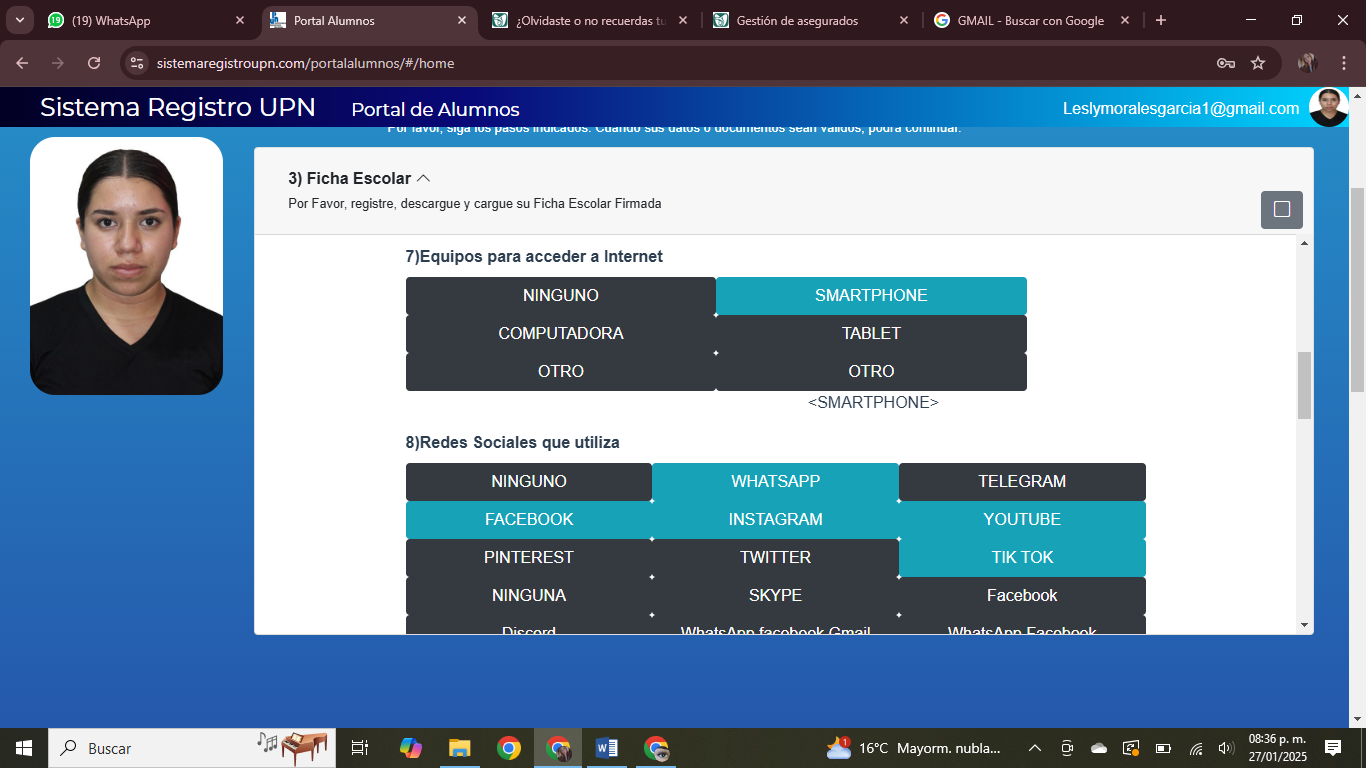 19
(19) WhatsApp
Portal Alumnos
¿Olvidaste o no recuerdas tu
Gestión de asegurados
GMAIL - Buscar con Google
sistemaregistroupn.com/portalalumnos/#/home
Sistema Registro UPN
Portal de Alumnos
Leslymoralesgarcia1@gmail.com
Por favor, siga los pasos indicados. Cuando sus datos o documentos sean validos, podrá continuar.
3) Ficha Escolar
Por Favor, registre, descargue y cargue su Ficha Escolar Firmada
7)Equipos para acceder a Internet
NINGUNO SMARTPHONE
COMPUTADORA TABLET
OTRO OTRO
<SMARTPHONE>
8)Redes Sociales que utiliza
NINGUNO WHATSAPP TELEGRAM
FACEBOOK INSTAGRAM YOUTUBE
PINTEREST TWITTER TIK TOK
NINGUNA SKYPE Facebook
Discord WhatsApp facebook Gmail WhatsApp Facebook
Buscar
1
16°C Mayorm. nubla...
08:36 p. m.
27/01/2025